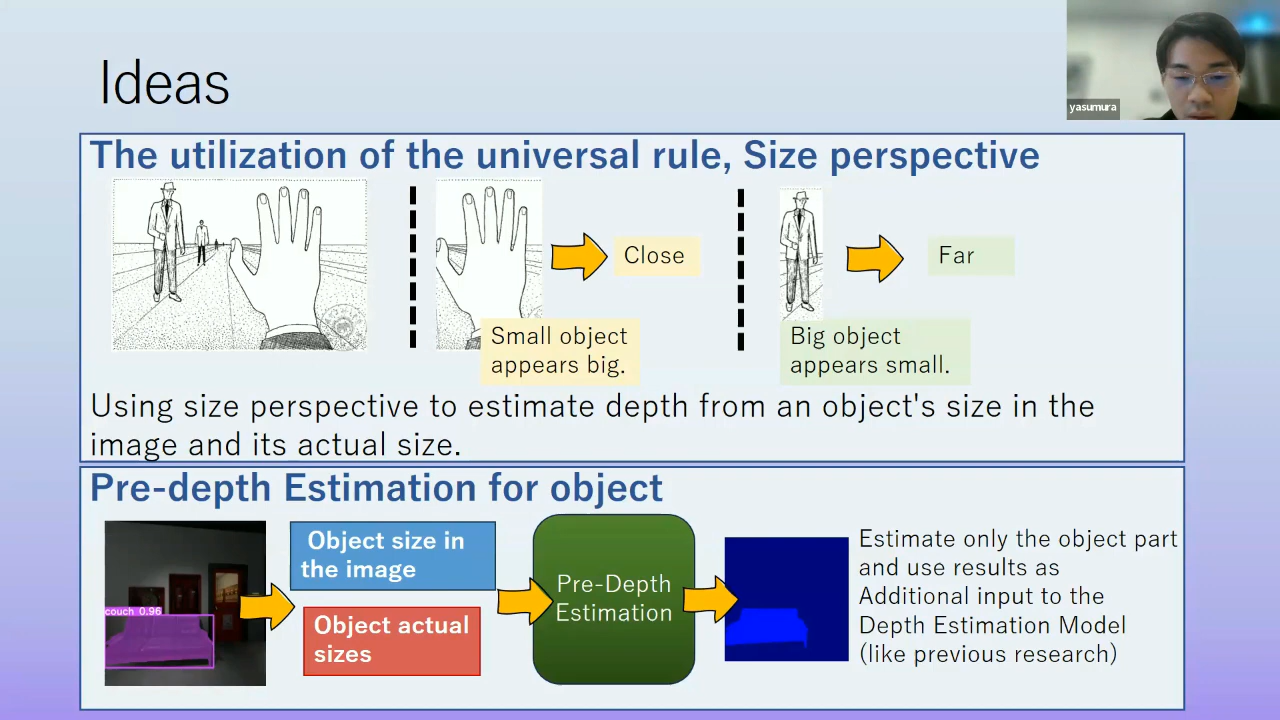 Ideas
yasumura
The utilization of the universal rule, Size perspective
Close
Far
Small object
appears big.
Big object
appears small.
Using size perspective to estimate depth from an object's size in the
image and its actual size.
Pre-depth Estimation for object
couch 0.96
Object size in
the image
Object actual
sizes
Pre-Depth
Estimation
Estimate only the object part
and use results as
Additional input to the
Depth Estimation Model
(like previous research)